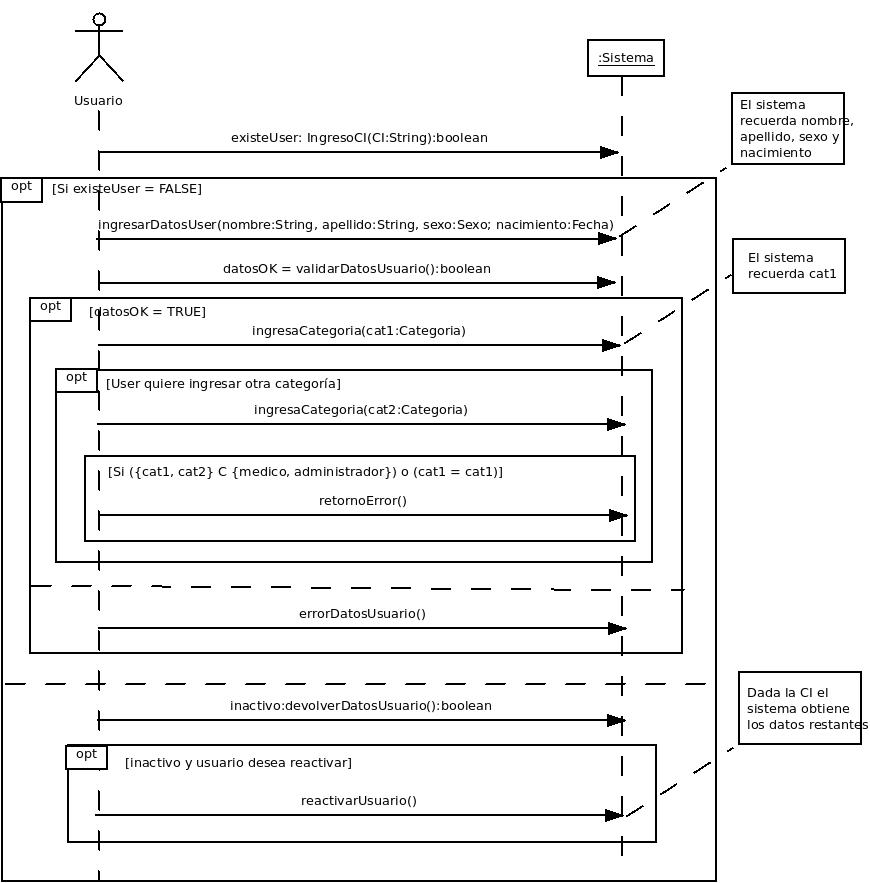 Usuario
:Sistema
El sistema
recuerda nombre,
apellido, sexo y
nacimiento
existeUser: IngresoCI(CI:String):boolean
opt
[Si existeUser = FALSE]
ingresarDatosUser(nombre:String, apellido:String, sexo:Sexo; nacimiento:Fecha)
El sistema
recuerda cat1
datosOK = validarDatosUsuario():boolean
opt
[datosOK = TRUE]
ingresaCategoria(cat1:Categoria)
opt
[User quiere ingresar otra categoría]
ingresaCategoria(cat2:Categoria)
[Si ({cat1, cat2} C {medico, administrador}) o (cat1 = cat1)]
retornoError()
errorDatosUsuario()
inactivo:devolverDatosUsuario():boolean
Dada la CI el
sistema obtiene
los datos restantes
opt
[inactivo y usuario desea reactivar]
reactivarUsuario()